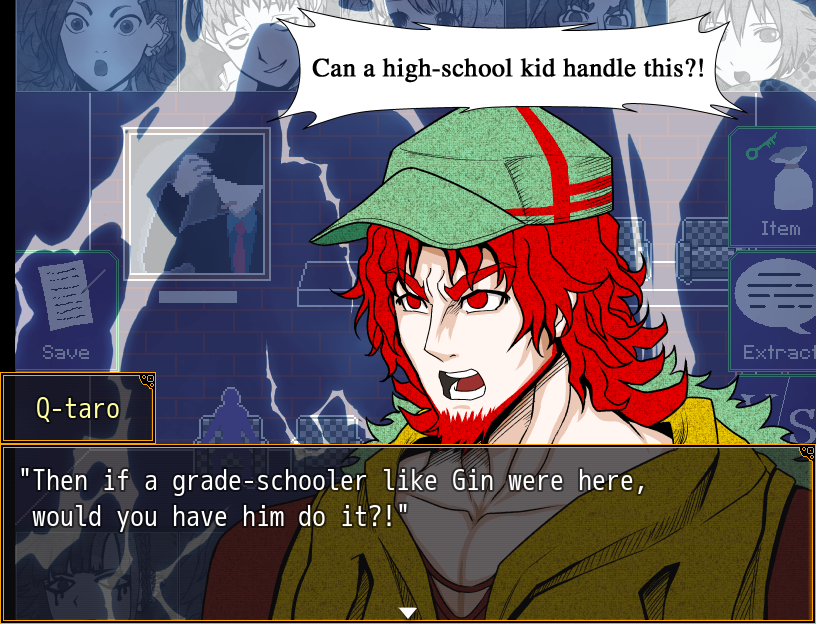 Can a high-school kid handle this?!
Item
Save
Extract
Q-taro
"Then if a grade-schooler like Gin were here,
would you have him do it?!"